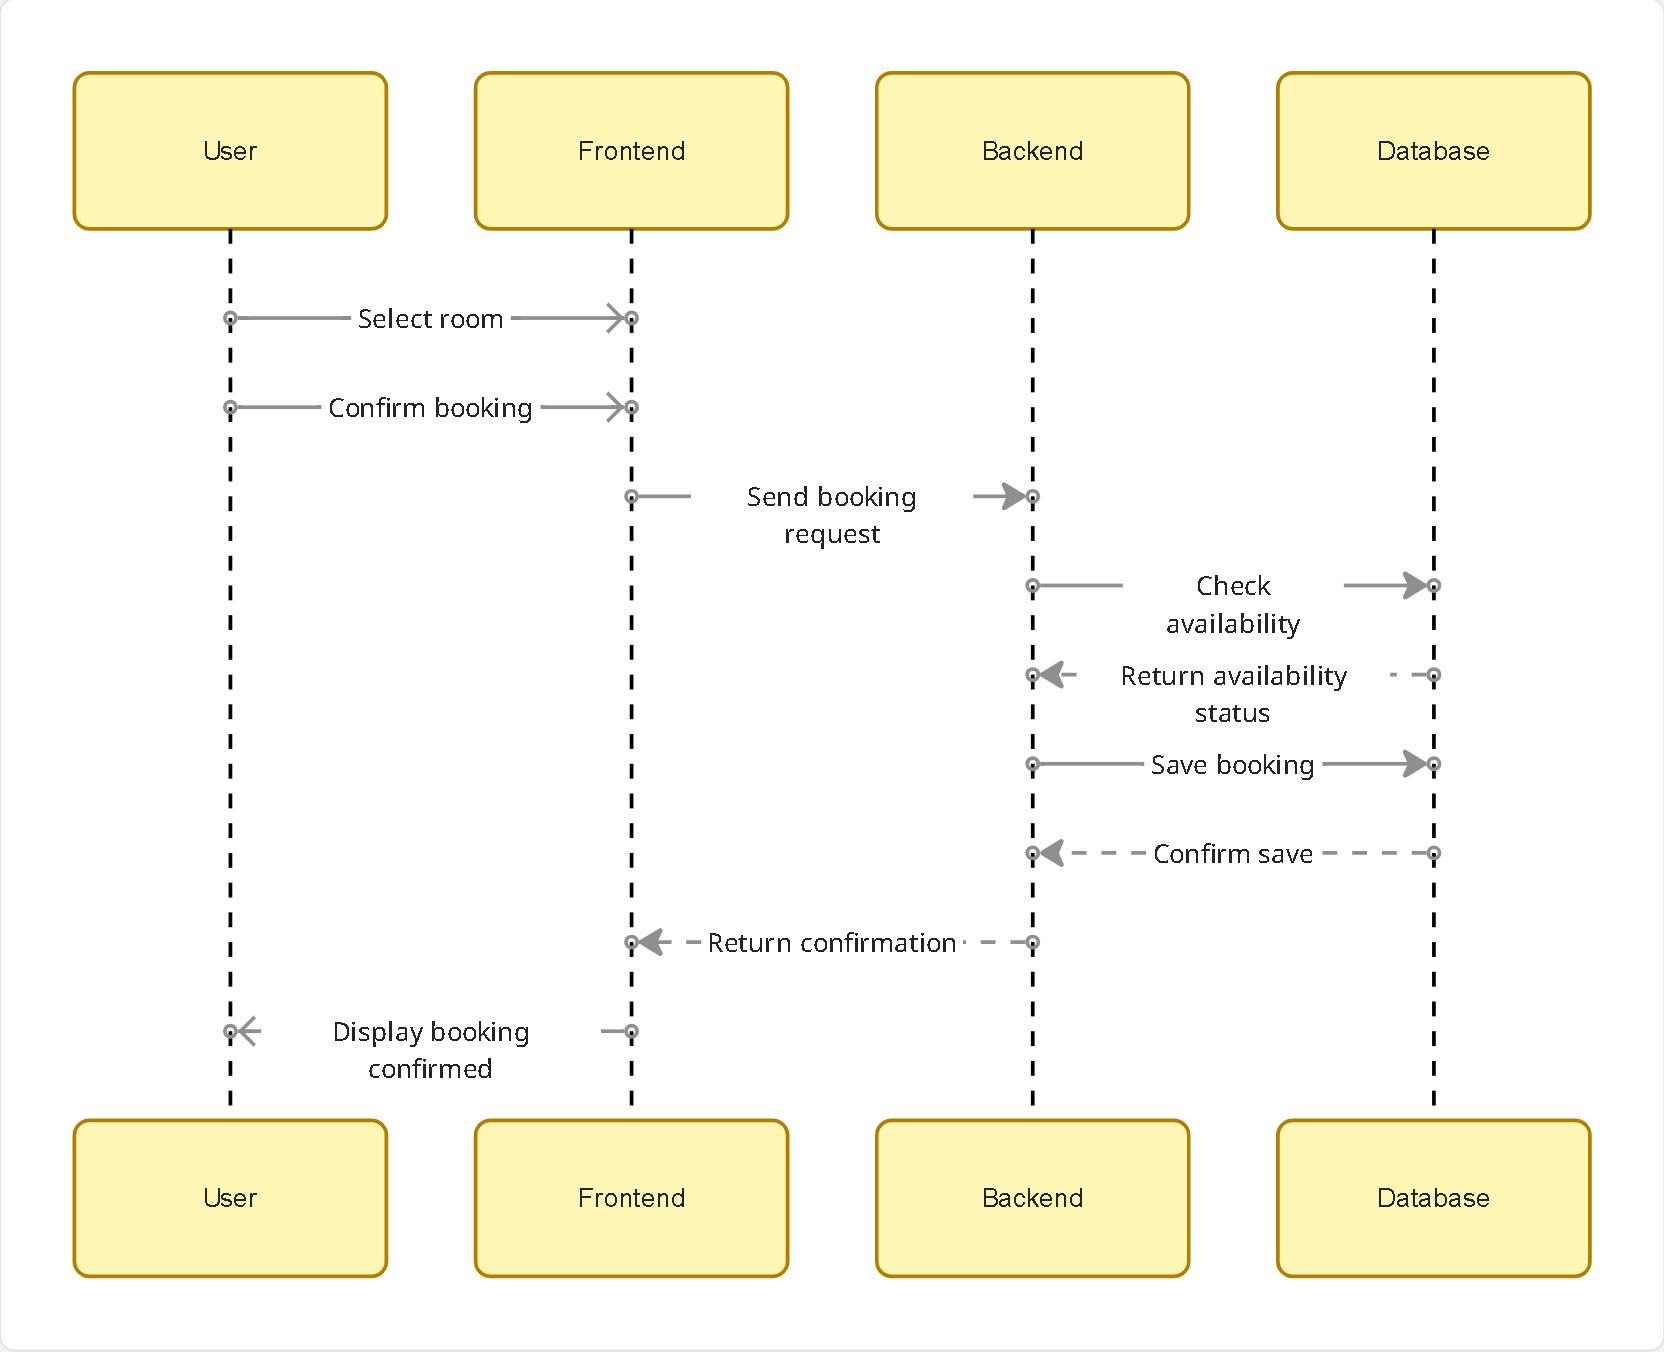 User
Frontend
Backend
Database
Select room
Confirm booking
Send booking
request
Check
availability
Return availability
status
Save booking
Confirm save
Return confirmation
Display booking
confirmed
User
Frontend
Backend
Database